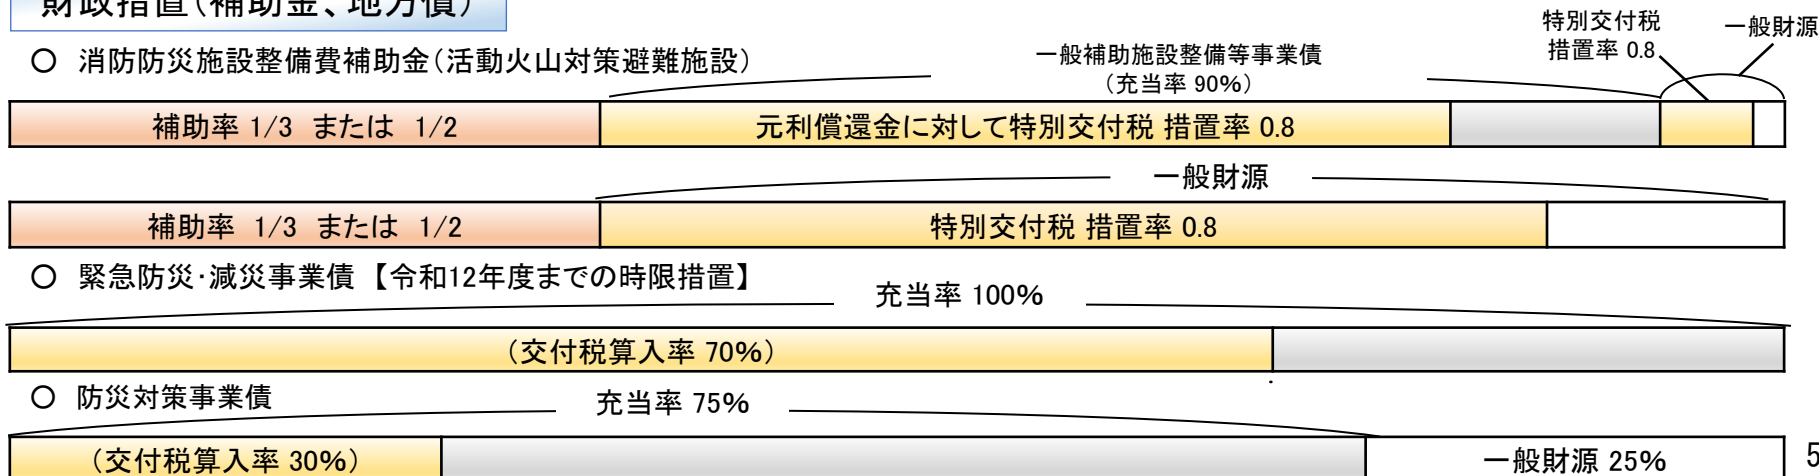 財政措置(補助金、地方債)
特別交付税
措置率 0.8
一般財源
○ 消防防災施設整備費補助金(活動火山対策避難施設)
一般補助施設整備等事業債
(充当率 90%)
補助率 1/3 または 1/2
元利償還金に対して特別交付税 措置率 0.8
一般財源
補助率 1/3 または 1/2
特別交付税 措置率 0.8
○ 緊急防災・減災事業債 【令和12年度までの時限措置】
充当率 100%
(交付税算入率 70%)
○ 防災対策事業債
充当率 75%
(交付税算入率 30%)
一般財源 25%
5